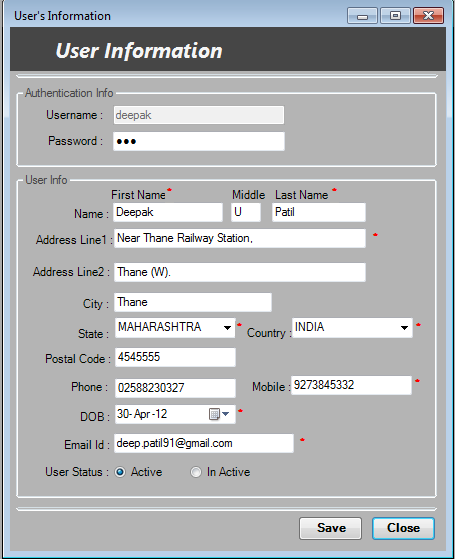 User's Information
User Information
Authentication Info
Username : deepak
Password : •••
User Info
First Name* Middle Last Name *
Name : Deepak U Patil
Address Line1 : Near Thane Railway Station, *
Address Line2 : Thane (W).
City : Thane
State : MAHARASHTRA * Country : INDIA *
Postal Code : 4545555
Phone : 02588230327 Mobile : 9273845332 *
DOB : 30-Apr-12 *
Email Id : deep.patil91@gmail.com *
User Status : Active In Active
Save Close